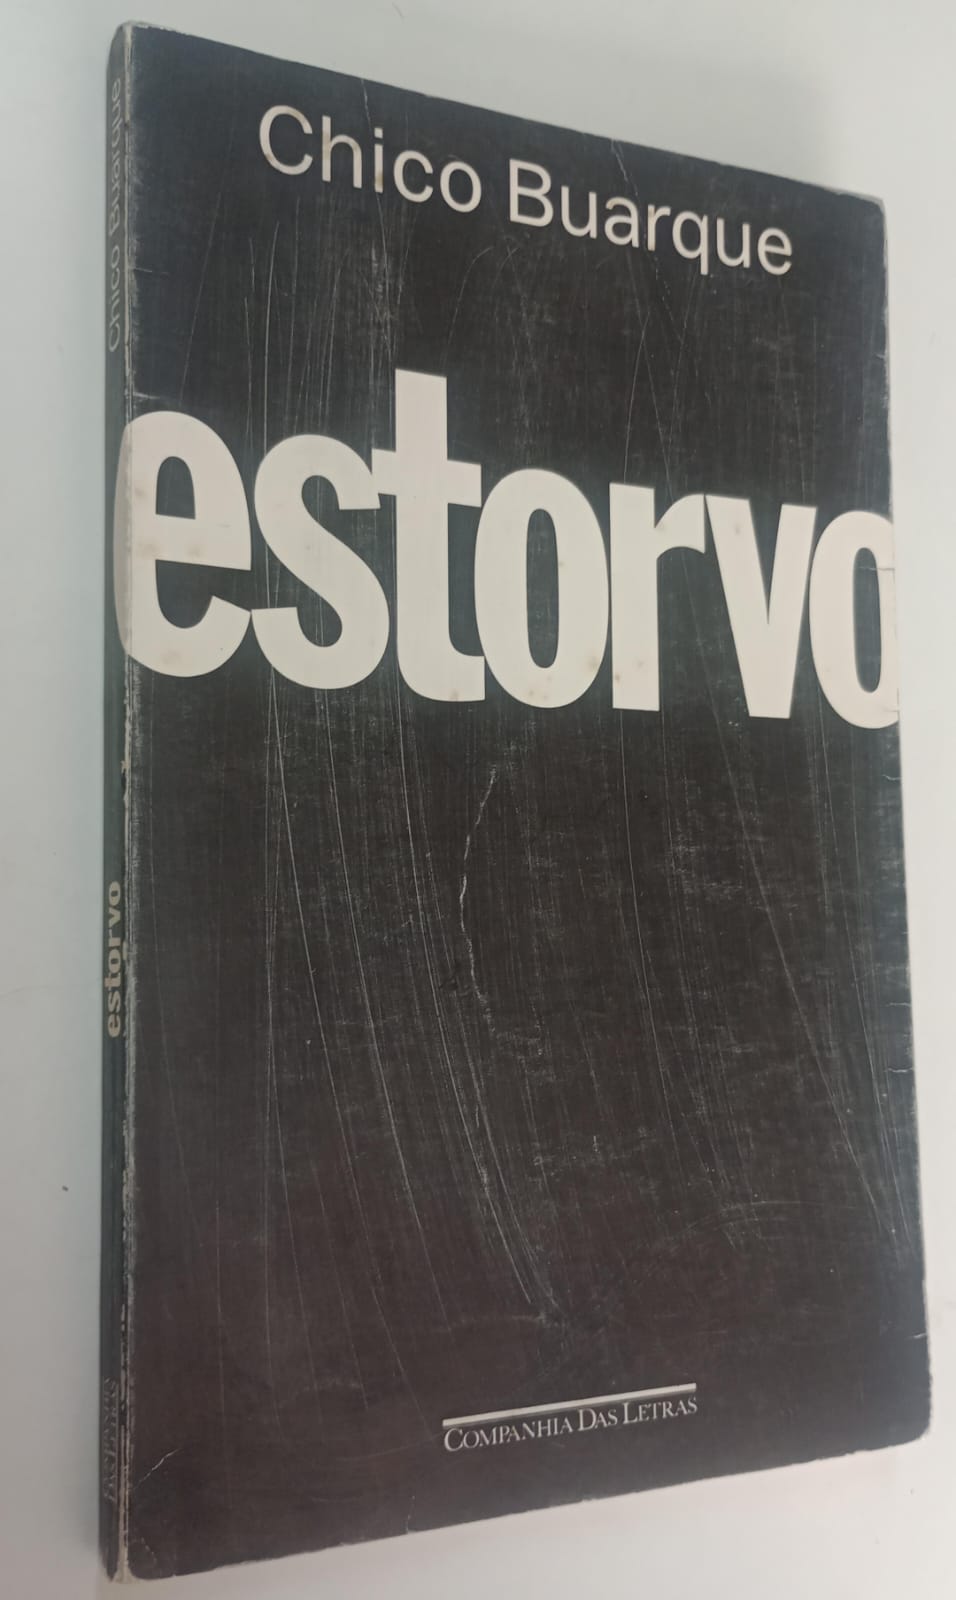 Chico Buarque
estorvo
COMPANHIA DAS LETRAS
Chico Buarque
estorvo